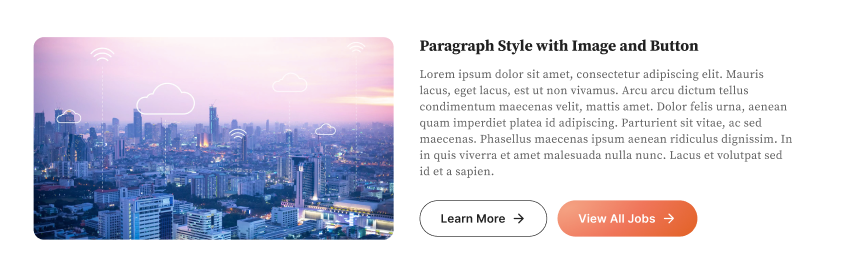 Paragraph Style with Image and Button
Lorem ipsum dolor sit amet, consectetur adipiscing elit. Mauris
lacus, eget lacus, est ut non vivamus. Arcu arcu dictum tellus
condimentum maecenas velit, mattis amet. Dolor felis urna, aenean
quam imperdiet platea id adipiscing. Parturient sit vitae, ac sed
maecenas. Phasellus maecenas ipsum aenean ridiculus dignissim. In
in quis viverra et amet malesuada nulla nunc. Lacus et volutpat sed
id et a sapien.
Learn More
View All Jobs